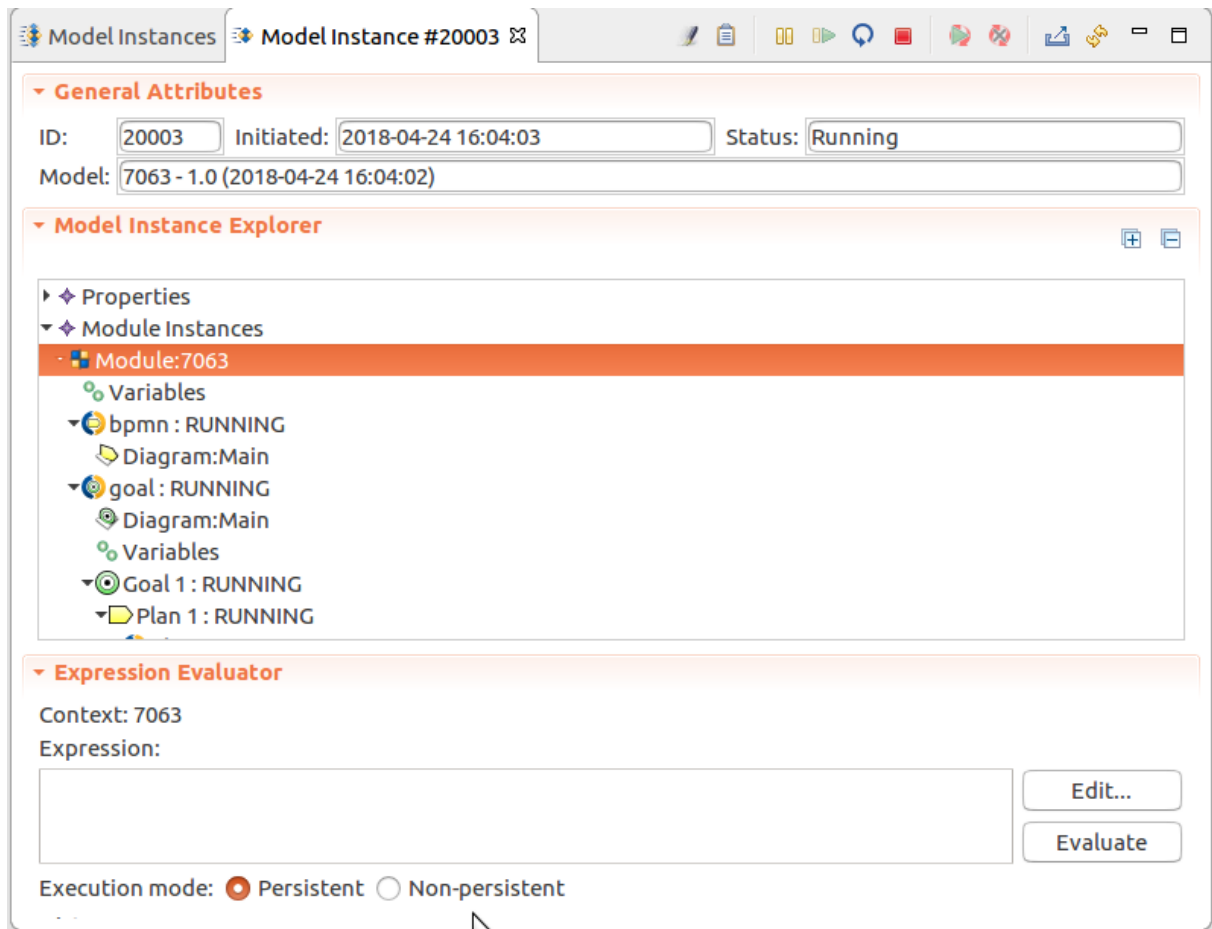 Model Instances Model Instance #20003
General Attributes
ID: 20003 Initiated: 2018-04-24 16:04:03 Status: Running
Model: 7063 - 1.0 (2018-04-24 16:04:02)
Model Instance Explorer
Properties
Module Instances
Module:7063
Variables
bpmn : RUNNING
Diagram:Main
goal : RUNNING
Diagram:Main
Variables
Goal 1 : RUNNING
Plan 1 : RUNNING
Expression Evaluator
Context: 7063
Expression:
Edit...
Evaluate
Execution mode: Persistent Non-persistent